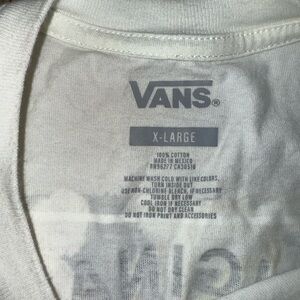 VANS®
X-LARGE
100% COTTON
MADE IN MEXICO
RN96277 CA30516
MACHINE WASH COLD WITH LIKE COLORS,
TURN INSIDE OUT
USE NON-CHLORINE BLEACH, IF NECESSARY
TUMBLE DRY LOW
COOL IRON IF NECESSARY
DO NOT DRY CLEAN
DO NOT IRON PRINT AND ACCESSORIES